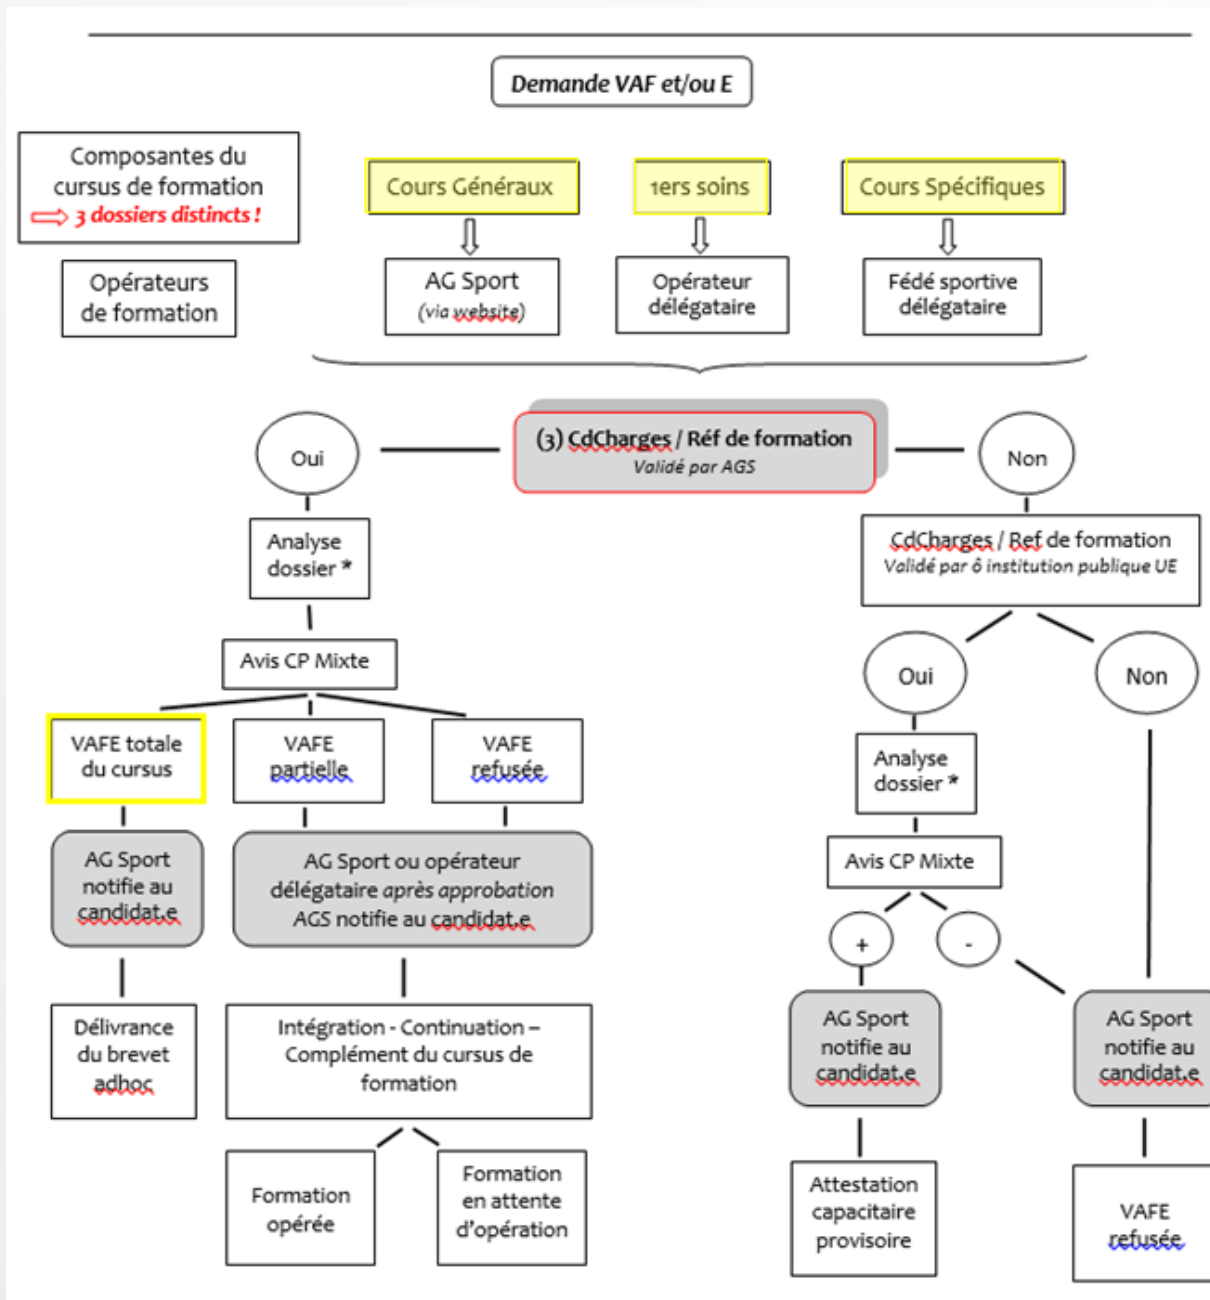 Demande VAF et/ou E
Composantes du
cursus de formation
3 dossiers distincts !
Cours Généraux
1ers soins
Cours Spécifiques
Opérateurs
de formation
AG Sport
(via website)
Opérateur
délégataire
Fédé sportive
délégataire
Oui
(3) CdCharges / Réf de formation
Validé par AGS
Non
Analyse
dossier *
CdCharges / Ref de formation
Validé par ô institution publique UE
Avis CP Mixte
Oui
Non
VAFE totale
du cursus
VAFE
partielle
VAFE
refusée
Analyse
dossier *
AG Sport
notifie au
candidat.e
AG Sport ou opérateur
délégataire après approbation
AGS notifie au candidat.e
Avis CP Mixte
+
-
Délivrance
du brevet
adhoc
Intégration - Continuation –
Complément du cursus de
formation
AG Sport
notifie au
candidat.e
AG Sport
notifie au
candidat.e
Formation
opérée
Formation
en attente
d'opération
Attestation
capacitaire
provisoire
VAFE
refusée